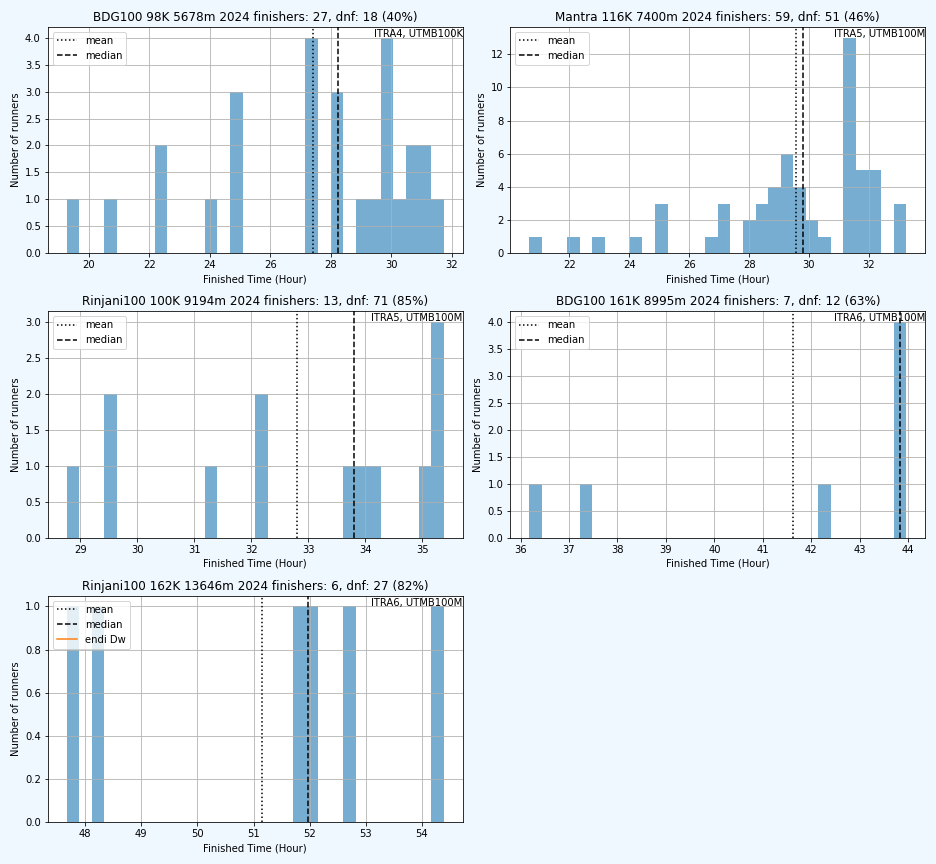 BDG100 98K 5678m 2024 finishers: 27, dnf: 18 (40%)
ITRA4, UTMB100K
mean
median
4.0
3.5
3.0
2.5
2.0
1.5
1.0
0.5
0.0
Number of runners
20 22 24 26 28 30 32
Finished Time (Hour)
Mantra 116K 7400m 2024 finishers: 59, dnf: 51 (46%)
ITRA5, UTMB100M
mean
median
12
10
8
6
4
2
0
Number of runners
22 24 26 28 30 32
Finished Time (Hour)
Rinjani100 100K 9194m 2024 finishers: 13, dnf: 71 (85%)
ITRA5, UTMB100M
mean
median
3.0
2.5
2.0
1.5
1.0
0.5
0.0
Number of runners
29 30 31 32 33 34 35
Finished Time (Hour)
BDG100 161K 8995m 2024 finishers: 7, dnf: 12 (63%)
ITRA6, UTMB100M
mean
median
4.0
3.5
3.0
2.5
2.0
1.5
1.0
0.5
0.0
Number of runners
36 37 38 39 40 41 42 43 44
Finished Time (Hour)
Rinjani100 162K 13646m 2024 finishers: 6, dnf: 27 (82%)
ITRA6, UTMB100M
mean
median
endi Dw
1.0
0.8
0.6
0.4
0.2
0.0
Number of runners
48 49 50 51 52 53 54
Finished Time (Hour)